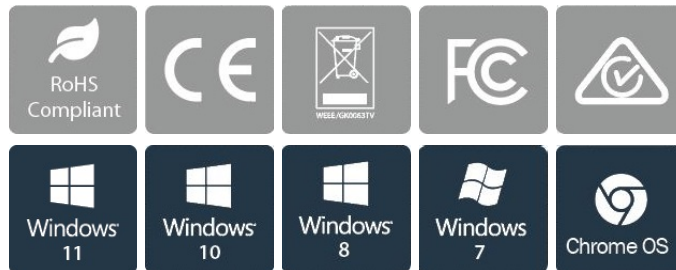 RoHS
Compliant
CE
WEEE/GK0063TV
FC
Windows
11
Windows
10
Windows
8
Windows
7
Chrome OS